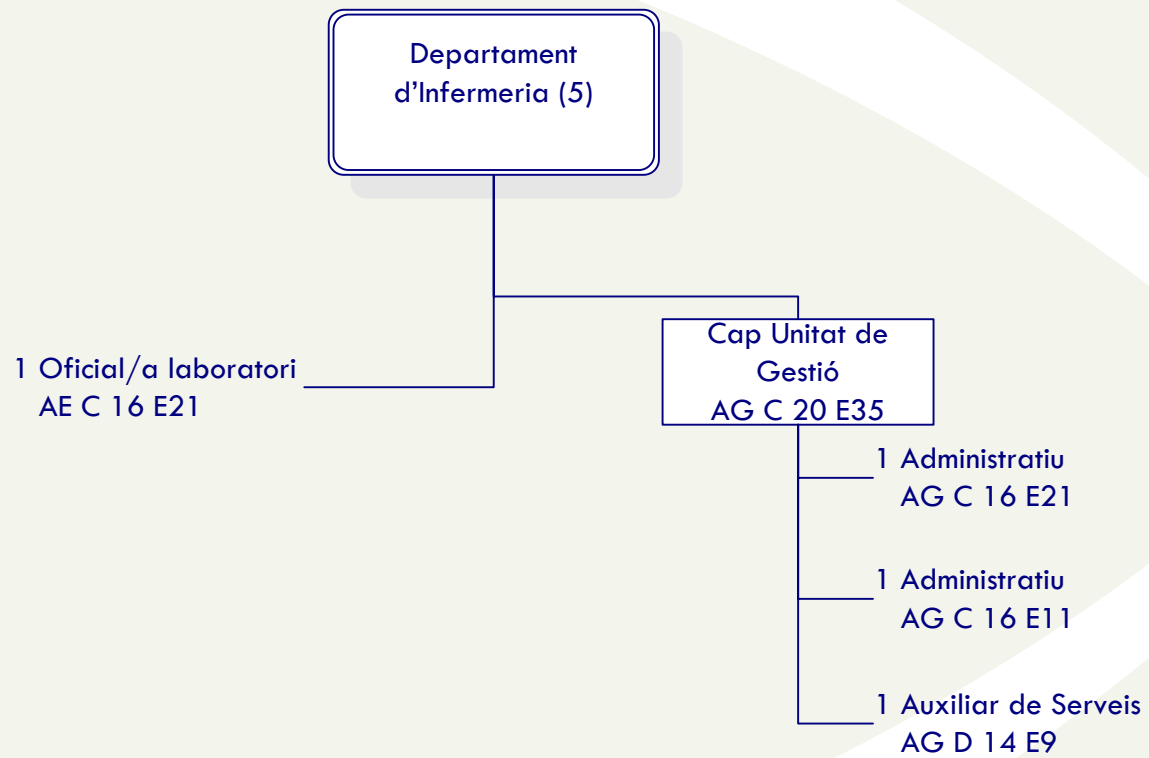 Departament
d’Infermeria (5)
1 Oficial/a laboratori
AE C 16 E21
Cap Unitat de
Gestió
AG C 20 E35
1 Administratiu
AG C 16 E21
1 Administratiu
AG C 16 E11
1 Auxiliar de Serveis
AG D 14 E9